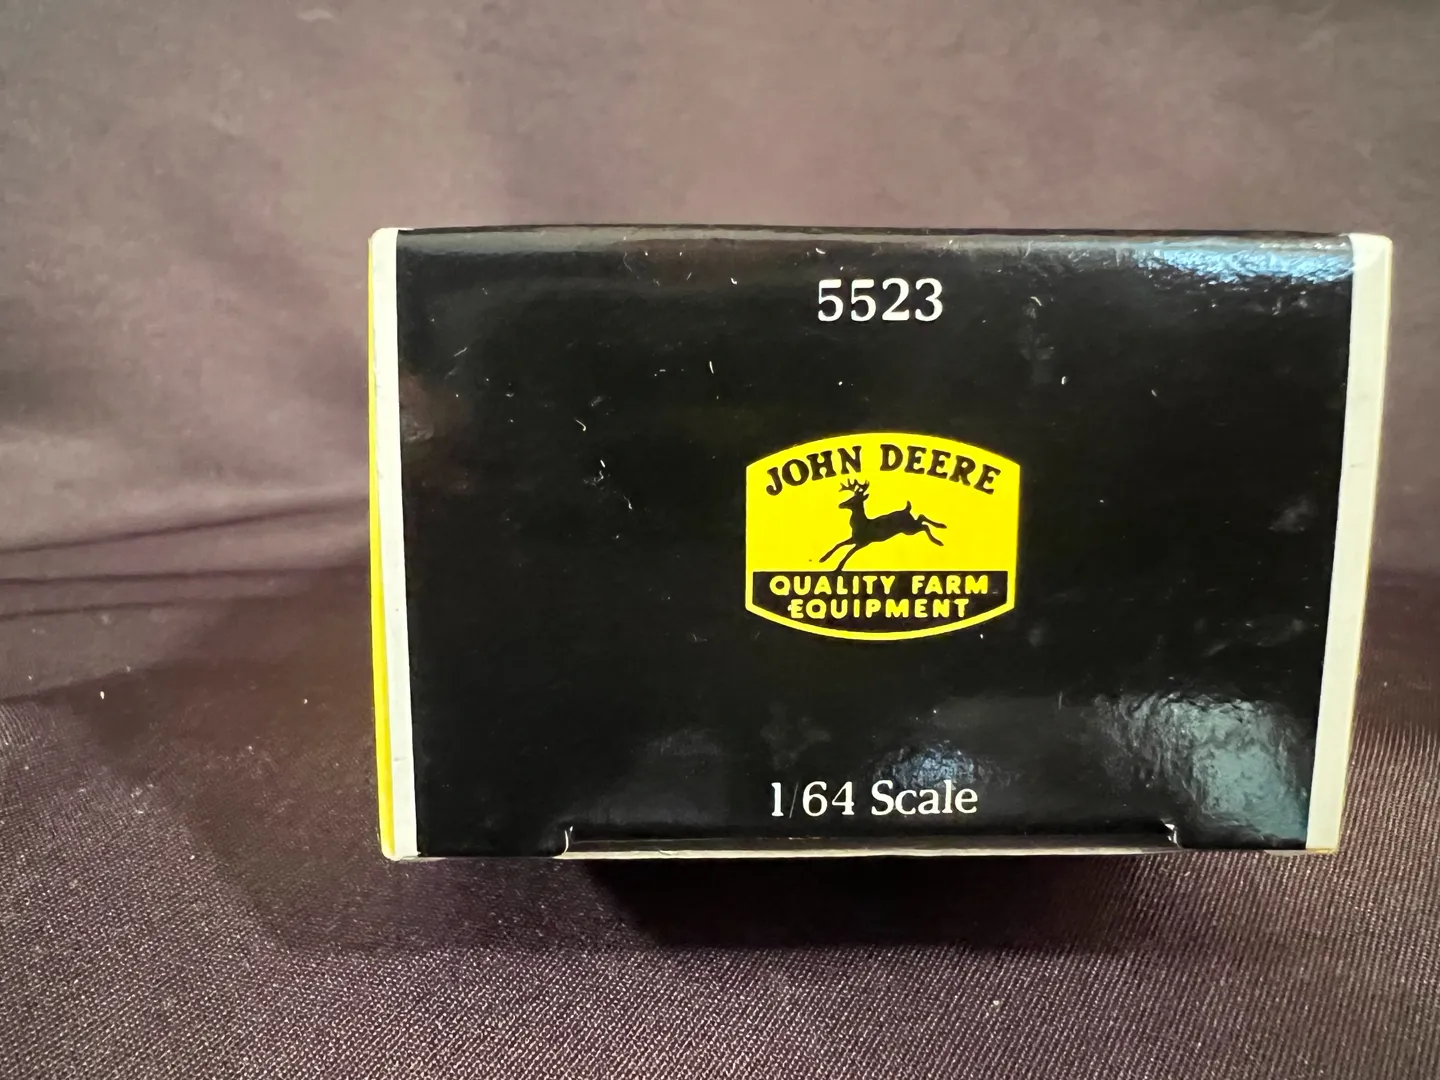 5523
JOHN DEERE
QUALITY FARM
EQUIPMENT
1/64 Scale